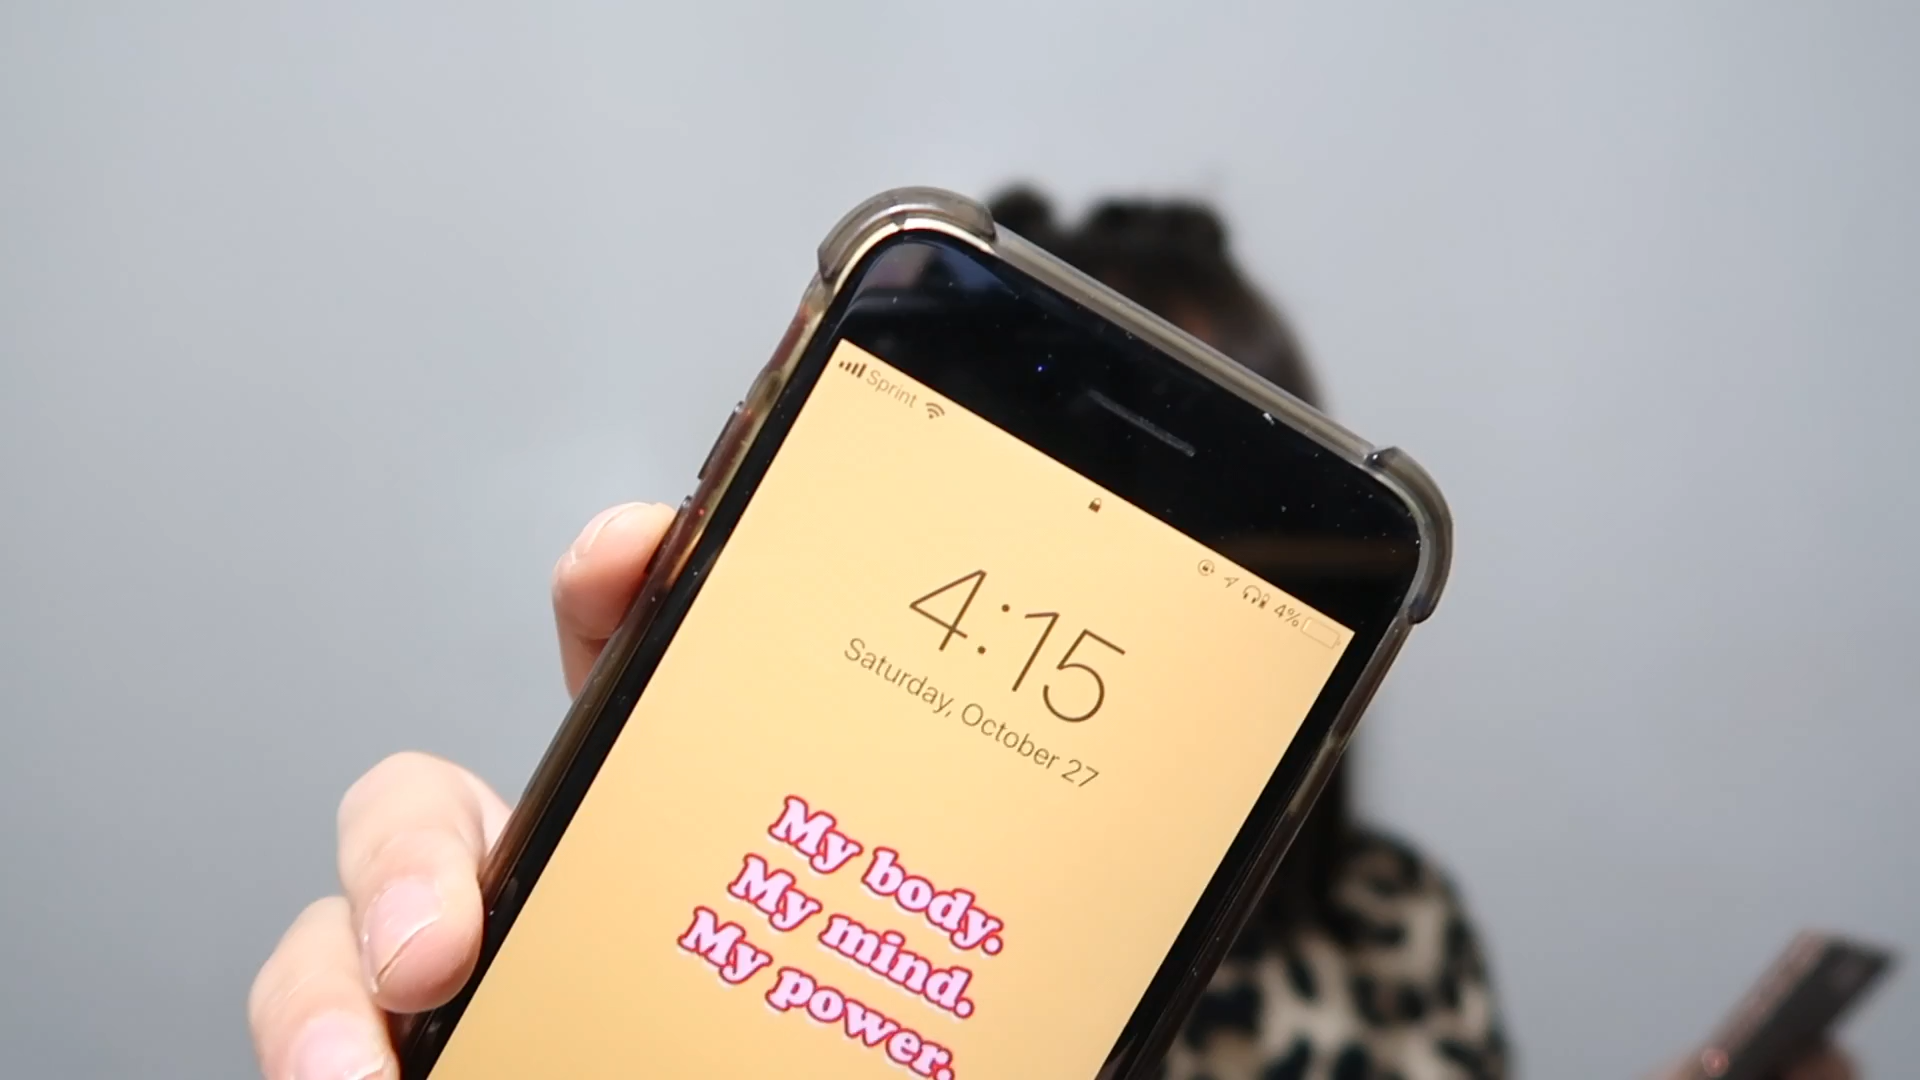 Sprint
4%
4:15
Saturday, October 27
My body.
My mind.
My power.